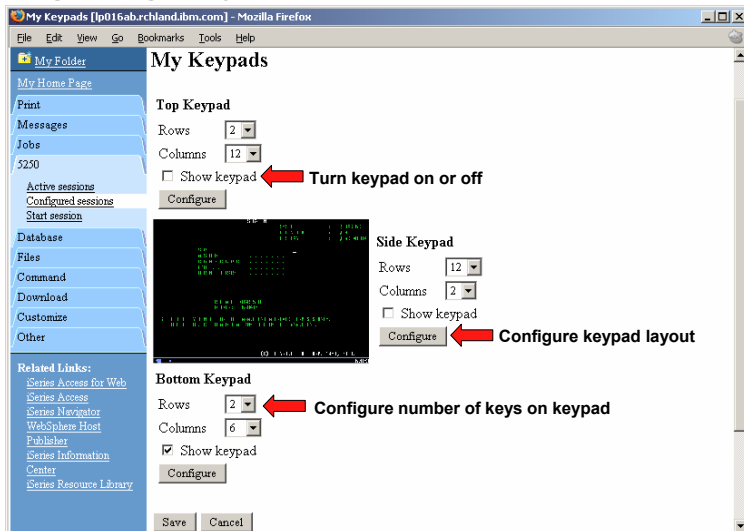 My Keypads [lp016ab.rchland.ibm.com] - Mozilla Firefox
File Edit View Go Bookmarks Tools Help
My Folder
My Home Page
Print
Messages
Jobs
5250
Active sessions
Configured sessions
Start session
Database
Files
Command
Download
Customize
Other
Related Links:
iSeries Access for Web
iSeries Access
iSeries Navigator
WebSphere Host
Publisher
iSeries Information
Center
iSeries Resource Library
My Keypads
Top Keypad
Rows 2
Columns 12
Show keypad
Turn keypad on or off
Configure
Side Keypad
Rows 12
Columns 2
Show keypad
Configure
Configure keypad layout
Bottom Keypad
Rows 2
Configure number of keys on keypad
Columns 6
Show keypad
Configure
Save Cancel